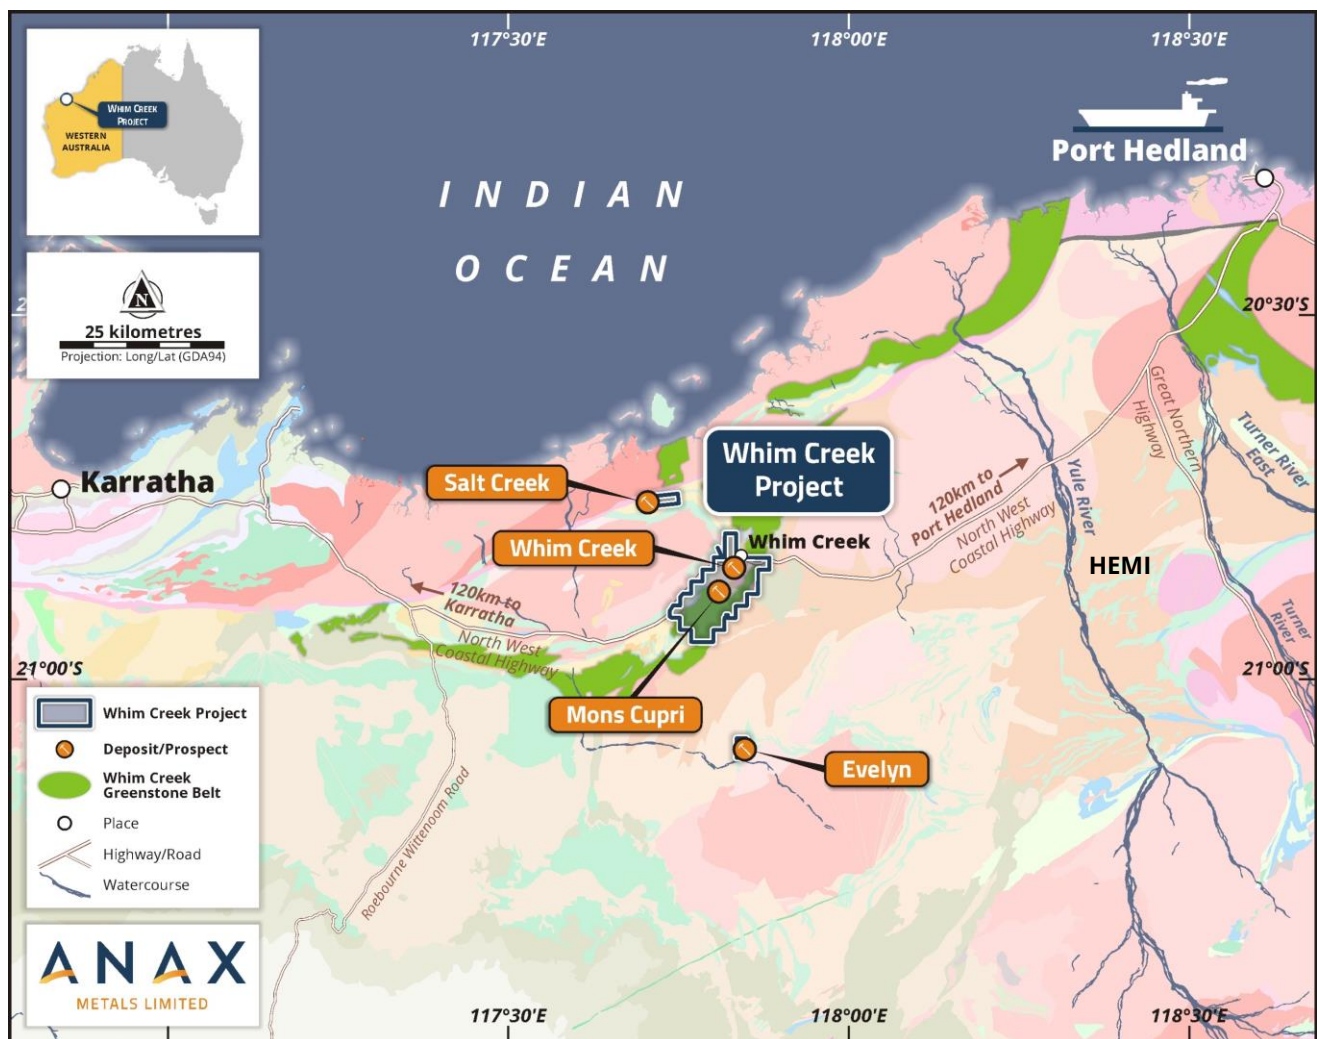 117°30'E
118°00'E
118°30'E
WHIM CREEK
PROJECT
WESTERN
AUSTRALIA
Port Hedland
INDIAN
OCEAN
N
25 kilometres
Projection: Long/Lat (GDA94)
20°30'S
Great Northern
Highway
Turner River
East
Karratha
Salt Creek
Whim Creek
Project
120km to
Port Hedland
North West
Coastal Highway
Yule River
Whim Creek
Whim Creek
HEMI
120km to
Karratha
North West
Coastal Highway
Turner
River
21°00'S
21°00'S
Mons Cupri
Evelyn
Roebourne Wittenoom Road
Whim Creek Project
Deposit/Prospect
Whim Creek
Greenstone Belt
Place
Highway/Road
Watercourse
ANAX
METALS LIMITED
117°30'E
118°00'E
118°30'E